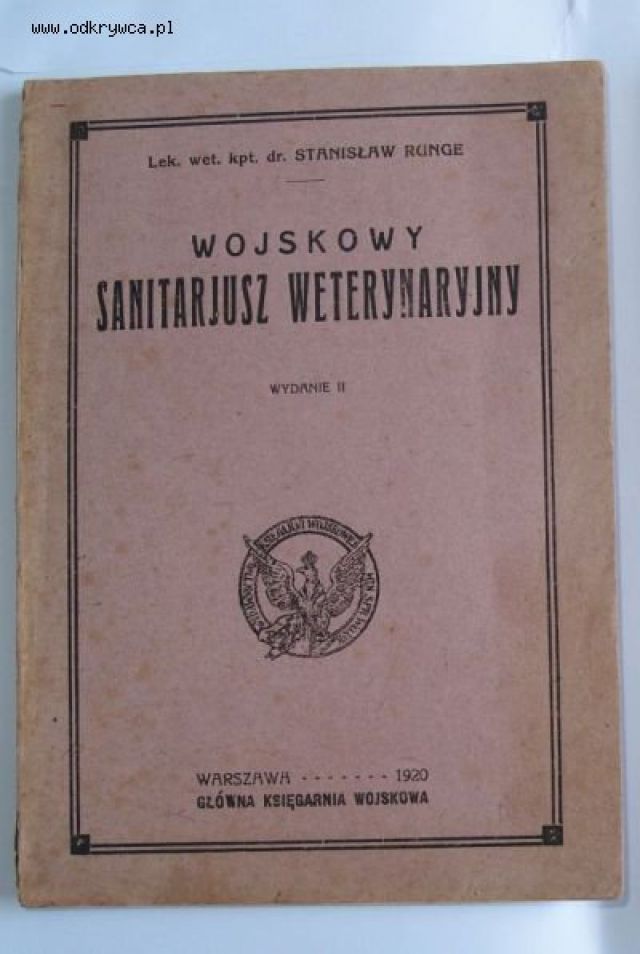 www.odkrywca.pl
Lek. wet. kpt. dr. STANISŁAW RUNGE
WOJSKOWY
SANITARJUSZ WETERYNARYJNY
WYDANIE II
WARSZAWA - - - - - - - 1920
GŁÓWNA KSIĘGARNIA WOJSKOWA